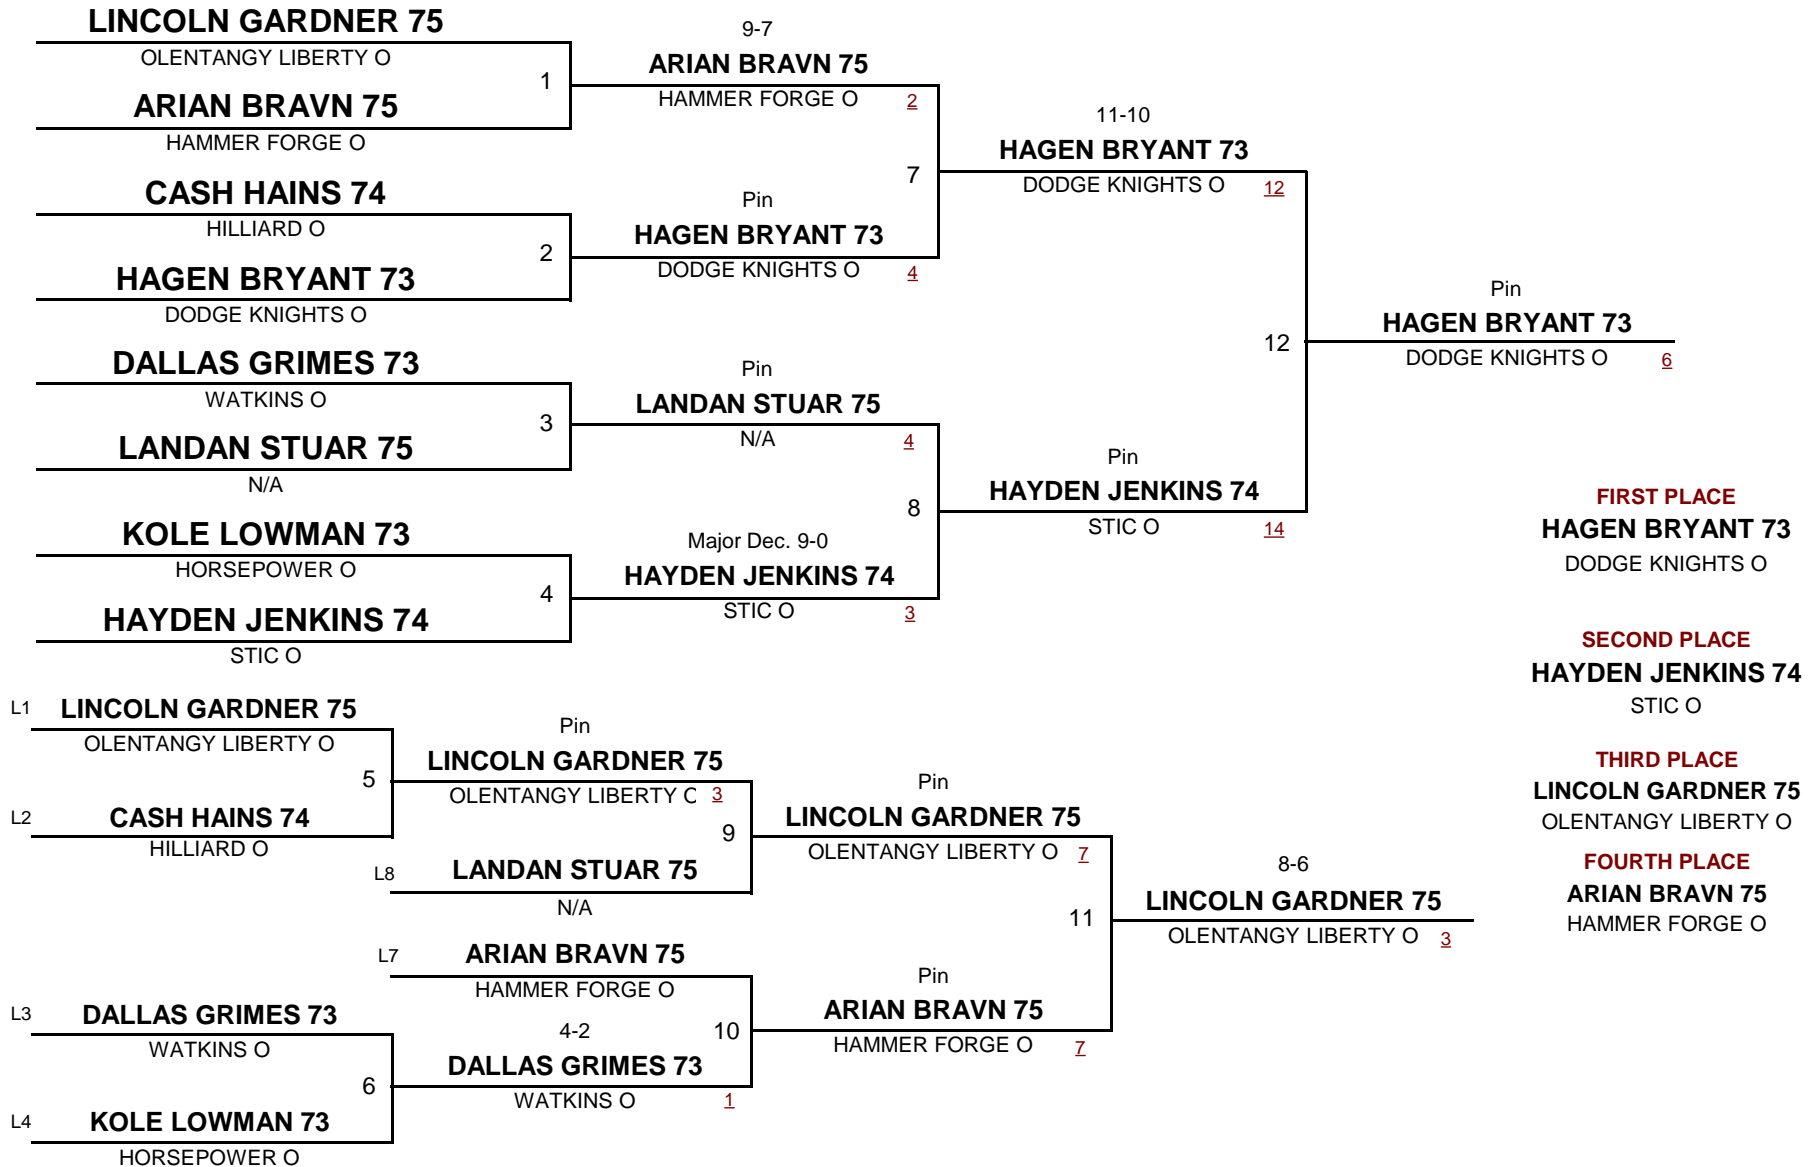 LINCOLN GARDNER 75
OLENTANGY LIBERTY O
1
ARIAN BRAVN 75
HAMMER FORGE O
CASH HAINS 74
HILLIARD O
2
HAGEN BRYANT 73
DODGE KNIGHTS O
DALLAS GRIMES 73
WATKINS O
3
LANDAN STUAR 75
N/A
KOLE LOWMAN 73
HORSEPOWER O
4
HAYDEN JENKINS 74
STIC O
9-7
ARIAN BRAVN 75
HAMMER FORGE O 2
7
Pin
HAGEN BRYANT 73
DODGE KNIGHTS O 4
Pin
LANDAN STUAR 75
N/A 4
8
Major Dec. 9-0
HAYDEN JENKINS 74
STIC O 3
11-10
HAGEN BRYANT 73
DODGE KNIGHTS O 12
12
Pin
HAYDEN JENKINS 74
STIC O 14
Pin
HAGEN BRYANT 73
DODGE KNIGHTS O 6
FIRST PLACE
HAGEN BRYANT 73
DODGE KNIGHTS O
SECOND PLACE
HAYDEN JENKINS 74
STIC O
THIRD PLACE
LINCOLN GARDNER 75
OLENTANGY LIBERTY O
FOURTH PLACE
ARIAN BRAVN 75
HAMMER FORGE O
L1 LINCOLN GARDNER 75
OLENTANGY LIBERTY O
5
L2 CASH HAINS 74
HILLIARD O
L3 DALLAS GRIMES 73
WATKINS O
6
L4 KOLE LOWMAN 73
HORSEPOWER O
Pin
LINCOLN GARDNER 75
OLENTANGY LIBERTY O 3
9
L8 LANDAN STUAR 75
N/A
L7 ARIAN BRAVN 75
HAMMER FORGE O
10
4-2
DALLAS GRIMES 73
WATKINS O 1
Pin
LINCOLN GARDNER 75
OLENTANGY LIBERTY O 7
11
Pin
ARIAN BRAVN 75
HAMMER FORGE O 7
8-6
LINCOLN GARDNER 75
OLENTANGY LIBERTY O 3